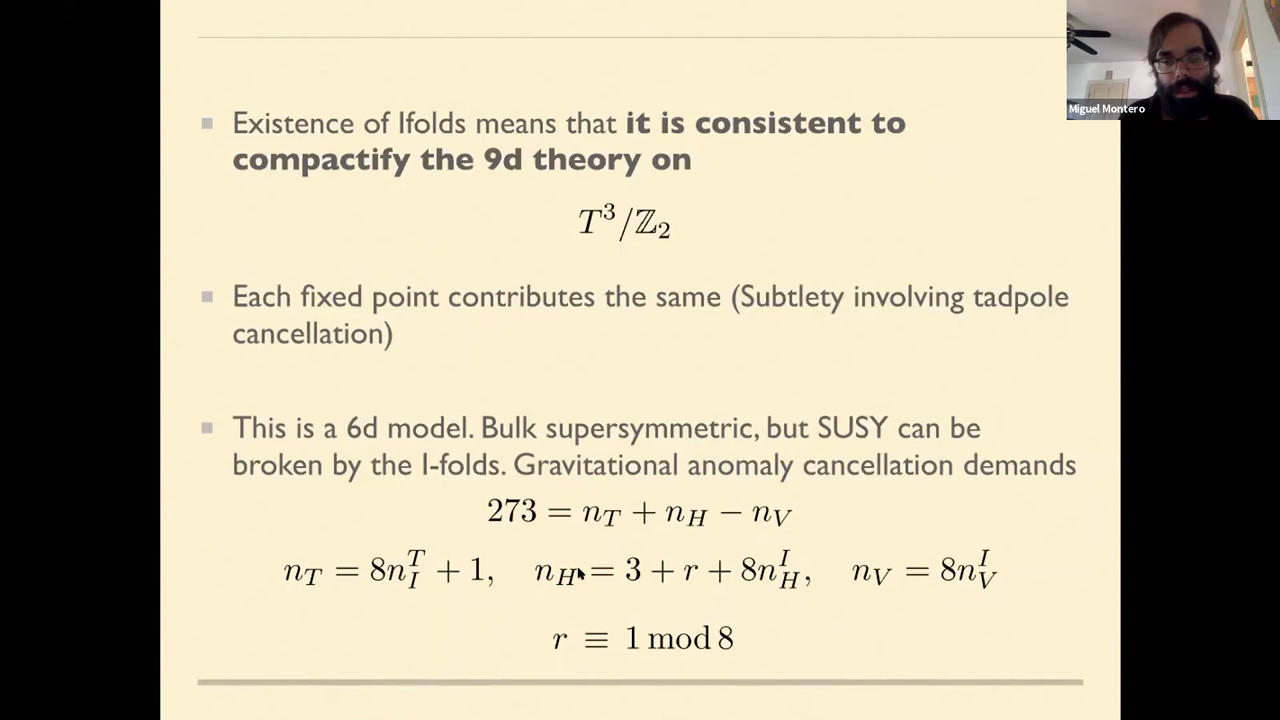 Existence of Ifolds means that it is consistent to
compactify the 9d theory on
T^3/ℤ_2
Each fixed point contributes the same (Subtlety involving tadpole
cancellation)
This is a 6d model. Bulk supersymmetric, but SUSY can be
broken by the I-folds. Gravitational anomaly cancellation demands
273 = n_T + n_H − n_V
n_T = 8n_I^T + 1, n_H = 3 + r + 8n_H^I, n_V = 8n_V^I
r ≡ 1 mod 8
Miguel Montero